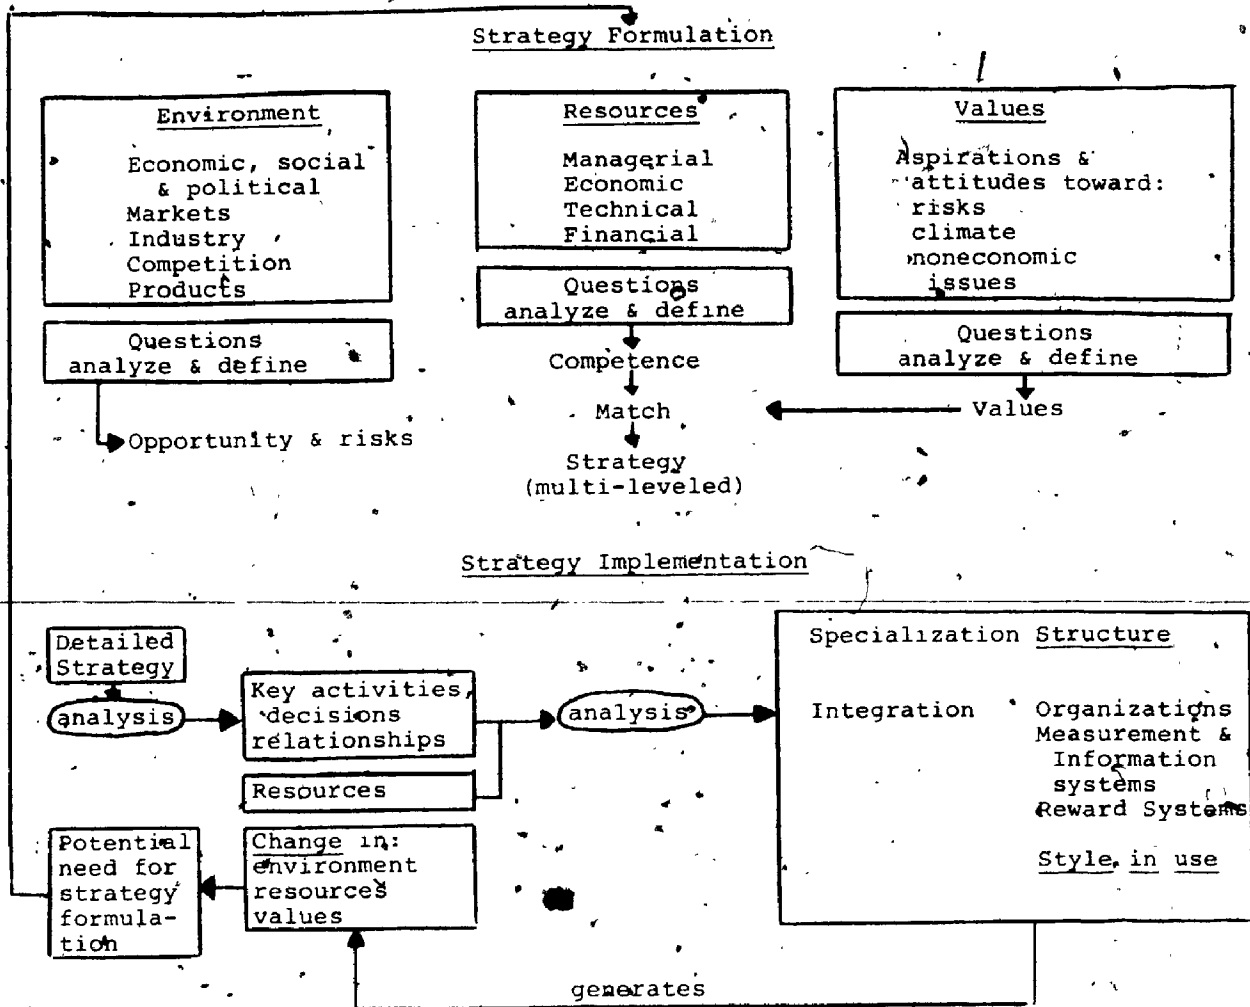 Strategy Formulation
Environment
Economic, social
& political
Markets
Industry
Competition
Products
Questions
analyze & define
Opportunity & risks
Resources
Managerial
Economic
Technical
Financial
Questions
analyze & define
Competence
Match
Strategy
(multi-leveled)
Values
Aspirations &
attitudes toward:
risks
climate
noneconomic
issues
Questions
analyze & define
Values
Strategy Implementation
Detailed
Strategy
analysis
Key activities,
decisions
relationships
Resources
analysis
Specialization Structure
Integration Organizations
Measurement &
Information
systems
Reward Systems
Style in use
Potential
need for
strategy
formula-
tion
Change in:
environment
resources
values
generates